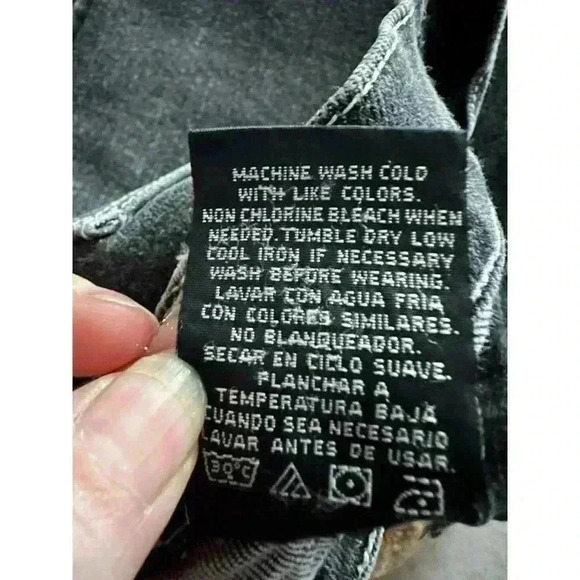 MACHINE WASH COLD
WITH LIKE COLORS.
NON CHLORINE BLEACH WHEN
NEEDED.TUMBLE DRY LOW
COOL IRON IF NECESSARY
WASH BEFORE WEARING.
LAVAR CON AGUA FRIA
CON COLORES SIMILARES.
NO BLANQUEADOR.
SECAR EN CICLO SUAVE.
PLANCHAR A
TEMPERATURA BAJA
CUANDO SEA NECESARIO
LAVAR ANTES DE USAR.
30°C